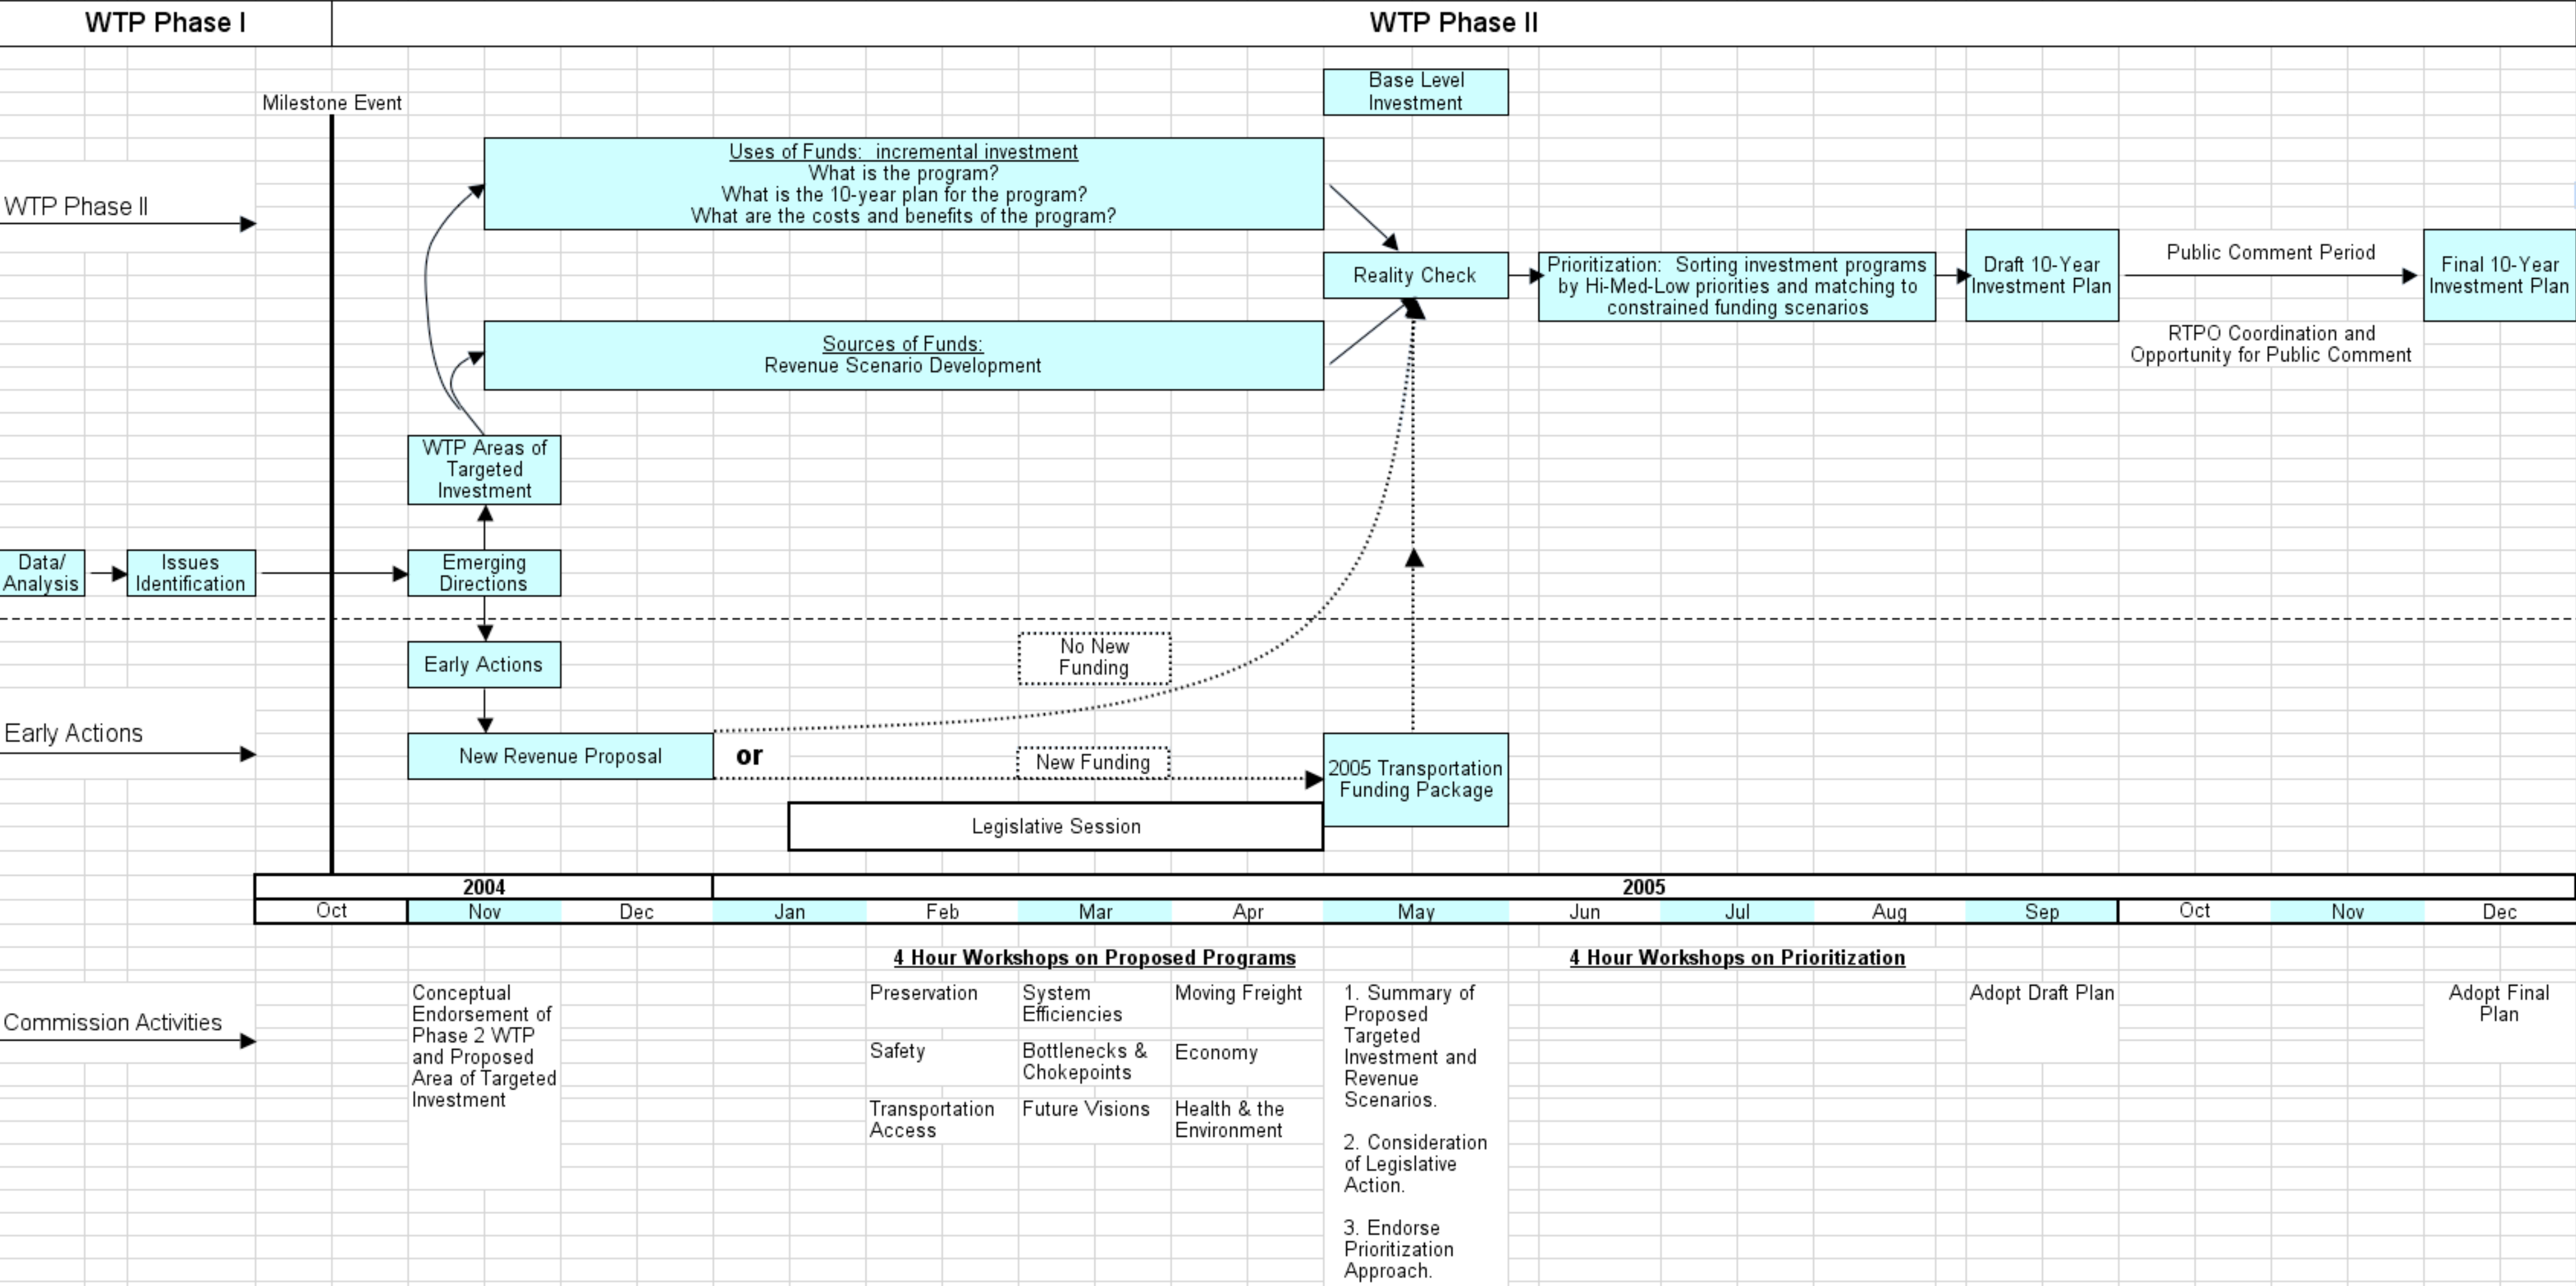 WTP Phase I
WTP Phase II
Milestone Event
Base Level
Investment
Uses of Funds:  incremental investment
What is the program?
What is the 10-year plan for the program?
What are the costs and benefits of the program?
WTP Phase II
Reality Check
Prioritization:  Sorting investment programs
by Hi-Med-Low priorities and matching to
constrained funding scenarios
Draft 10-Year
Investment Plan
Public Comment Period
Final 10-Year
Investment Plan
RTPO Coordination and
Opportunity for Public Comment
Sources of Funds:
Revenue Scenario Development
WTP Areas of
Targeted
Investment
Data/
Analysis
Issues
Identification
Emerging
Directions
Early Actions
No New
Funding
Early Actions
New Revenue Proposal
or
New Funding
2005 Transportation
Funding Package
Legislative Session
2004
2005
Oct
Nov
Dec
Jan
Feb
Mar
Apr
May
Jun
Jul
Aug
Sep
Oct
Nov
Dec
4 Hour Workshops on Proposed Programs
4 Hour Workshops on Prioritization
Commission Activities
Conceptual
Endorsement of
Phase 2 WTP
and Proposed
Area of Targeted
Investment
Preservation
Safety
Transportation
Access
System
Efficiencies
Bottlenecks &
Chokepoints
Future Visions
Moving Freight
Economy
Health & the
Environment
1. Summary of
Proposed
Targeted
Investment and
Revenue
Scenarios.
2. Consideration
of Legislative
Action.
3. Endorse
Prioritization
Approach.
Adopt Draft Plan
Adopt Final
Plan